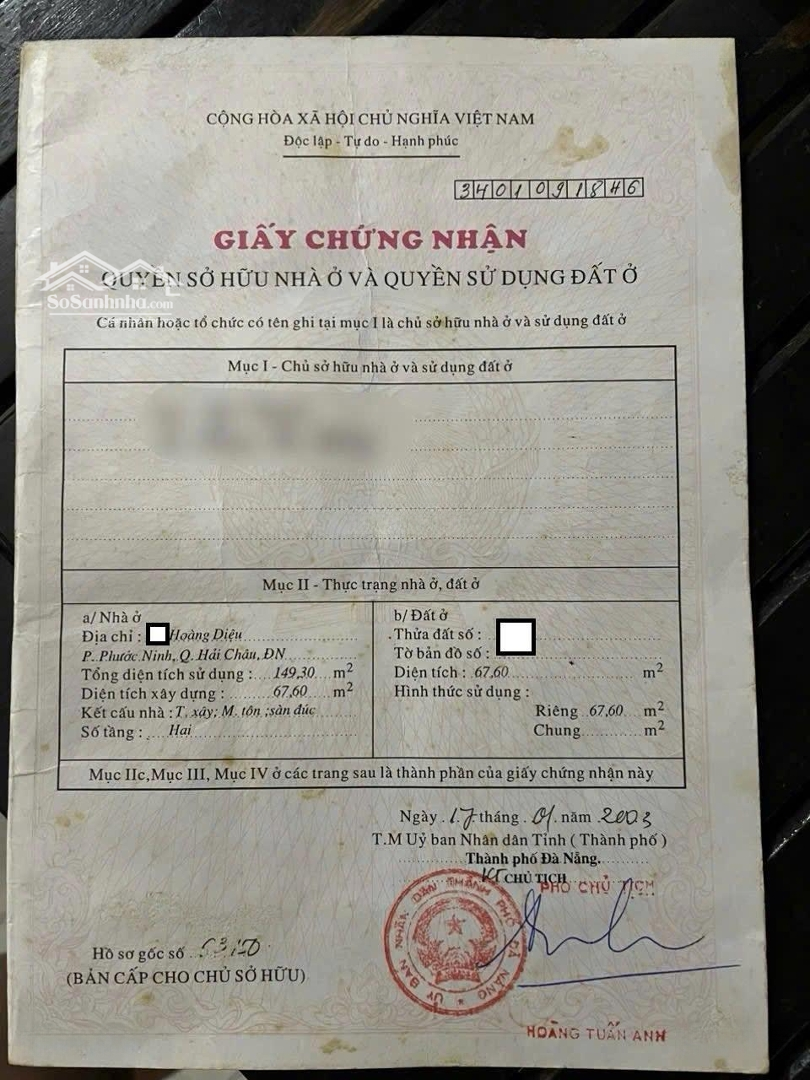 CỘNG HÒA XÃ HỘI CHỦ NGHĨA VIỆT NAM
Độc lập - Tự do - Hạnh phúc
3401091846
GIẤY CHỨNG NHẬN
QUYỀN SỞ HỮU NHÀ Ở VÀ QUYỀN SỬ DỤNG ĐẤT Ở
SoSanhnha.com
Cá nhân hoặc tổ chức có tên ghi tại mục I là chủ sở hữu nhà ở và sử dụng đất ở
Mục I - Chủ sở hữu nhà ở và sử dụng đất ở
Mục II - Thực trạng nhà ở, đất ở
a/ Nhà ở
Địa chỉ : Hoàng Diệu
P. Phước Ninh, Q. Hải Châu, ĐN
Tổng diện tích sử dụng : 149,30 m2
Diện tích xây dựng : 67,60 m2
Kết cấu nhà : T. xây; M. tôn ;sàn đúc
Số tầng : Hai
b/ Đất ở
Thửa đất số :
Tờ bản đồ số :
Diện tích : 67,60 m2
Hình thức sử dụng :
Riêng 67,60 m2
Chung m2
Mục IIc,Mục III, Mục IV ở các trang sau là thành phần của giấy chứng nhận này
Ngày 17 tháng 01 năm 2003
T.M Uỷ ban Nhân dân Tỉnh ( Thành phố )
Thành phố Đà Nẵng.
KT CHỦ TỊCH
PHÓ CHỦ TỊCH
ỦY BAN NHÂN DÂN THÀNH PHỐ ĐÀ NẴNG
Hồ sơ gốc số
(BẢN CẤP CHO CHỦ SỞ HỮU)
HOÀNG TUẤN ANH